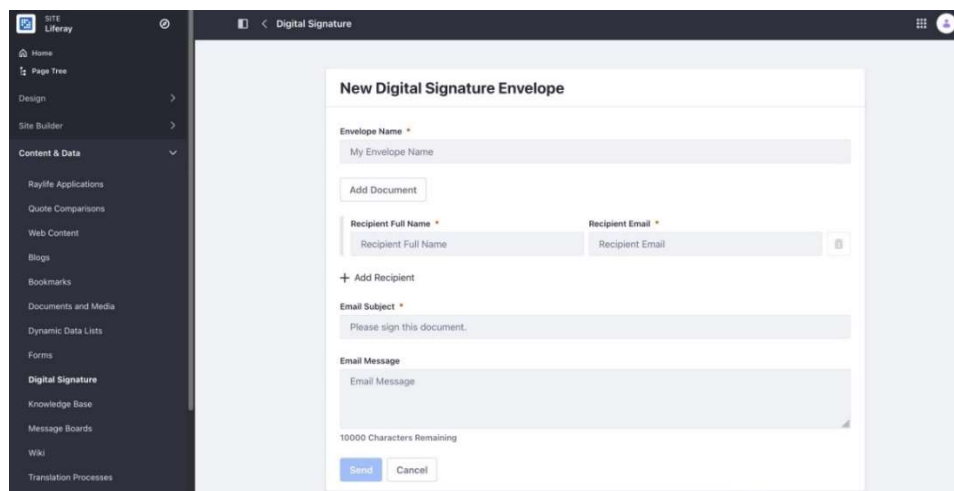 SITE
Liferay
Digital Signature
Home
Page Tree
Design
Site Builder
Content & Data
Raylife Applications
Quote Comparisons
Web Content
Blogs
Bookmarks
Documents and Media
Dynamic Data Lists
Forms
Digital Signature
Knowledge Base
Message Boards
Wiki
Translation Processes
New Digital Signature Envelope
Envelope Name *
My Envelope Name
Add Document
Recipient Full Name * Recipient Email *
Recipient Full Name Recipient Email
+ Add Recipient
Email Subject *
Please sign this document.
Email Message
Email Message
10000 Characters Remaining
Send Cancel